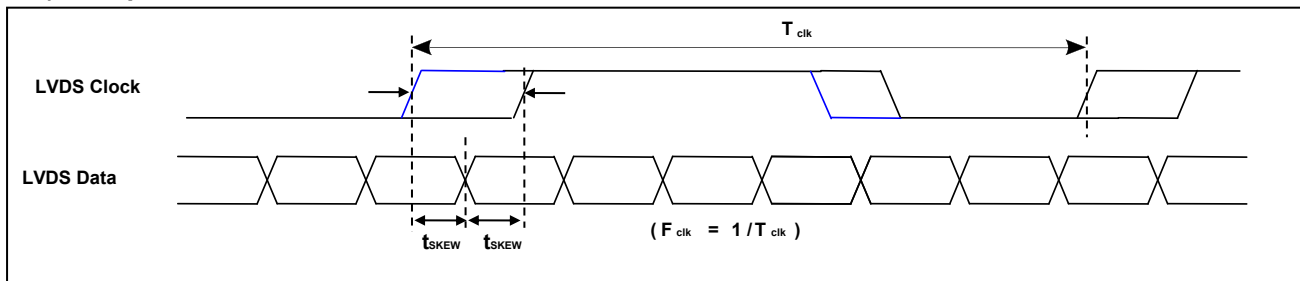 T clk
LVDS Clock
LVDS Data
tSKEW tSKEW
( F clk = 1 / T clk )